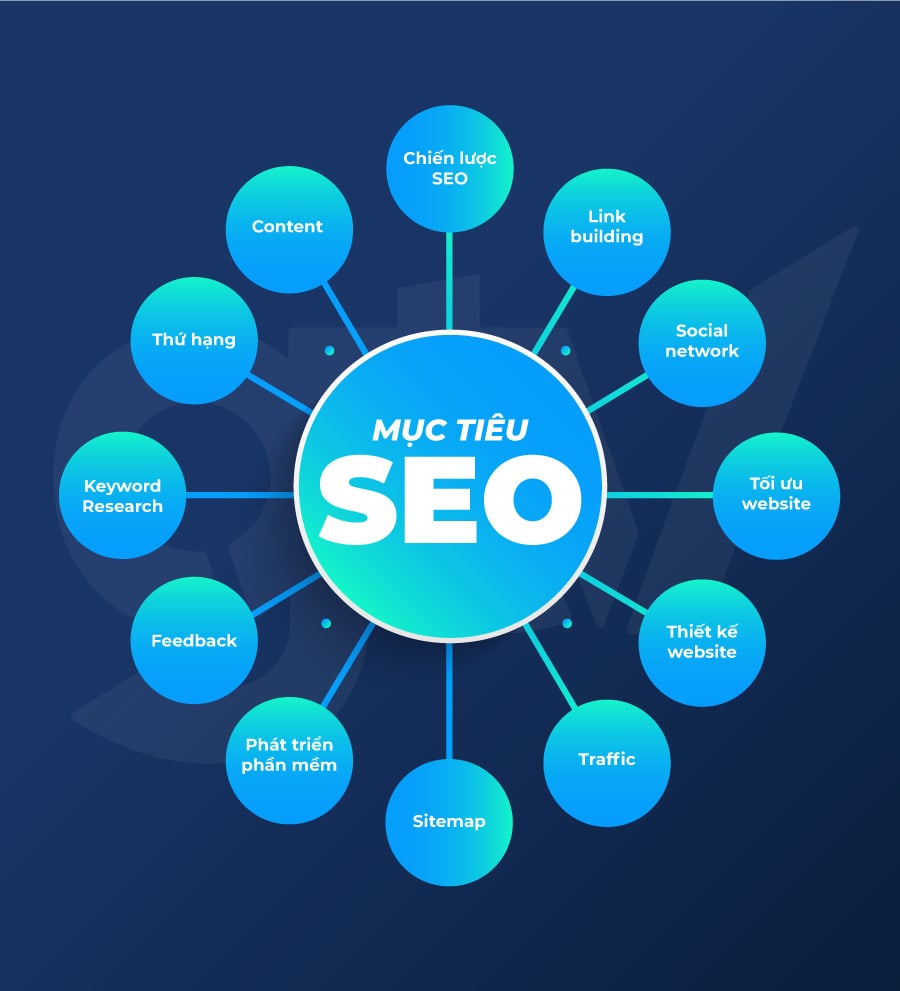 Chiến lược
SEO
Link
building
Social
network
Tối ưu
website
Thiết kế
website
Traffic
Sitemap
Phát triển
phần mềm
Feedback
Keyword
Research
Thứ hạng
Content
MỤC TIÊU
SEO
gtv